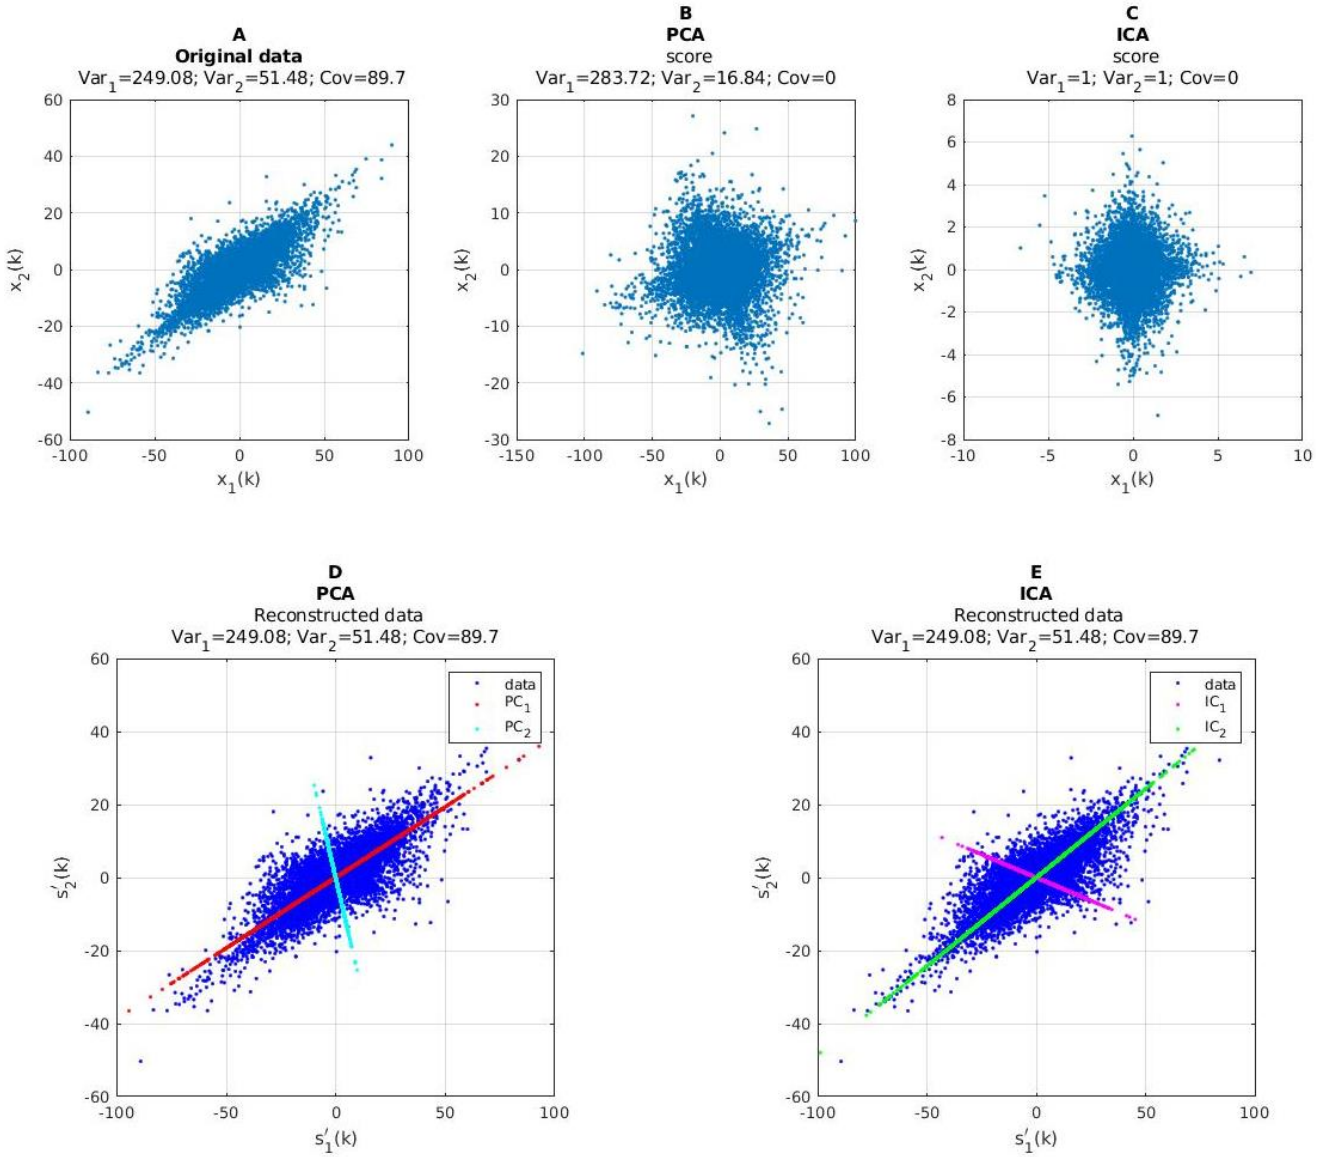 A
Original data
Var1=249.08; Var2=51.48; Cov=89.7
60
40
20
0
-20
-40
-60
-100
-50
0
50
100
x1(k)
x2(k)
B
PCA
score
Var1=283.72; Var2=16.84; Cov=0
30
20
10
0
-10
-20
-30
-150
-100
-50
0
50
100
x1(k)
x2(k)
C
ICA
score
Var1=1; Var2=1; Cov=0
8
6
4
2
0
-2
-4
-6
-8
-10
-5
0
5
10
x1(k)
x2(k)
D
PCA
Reconstructed data
Var1=249.08; Var2=51.48; Cov=89.7
data
PC1
PC2
60
40
20
0
-20
-40
-60
-100
-50
0
50
100
s′1(k)
s′2(k)
E
ICA
Reconstructed data
Var1=249.08; Var2=51.48; Cov=89.7
data
IC1
IC2
60
40
20
0
-20
-40
-60
-100
-50
0
50
100
s′1(k)
s′2(k)